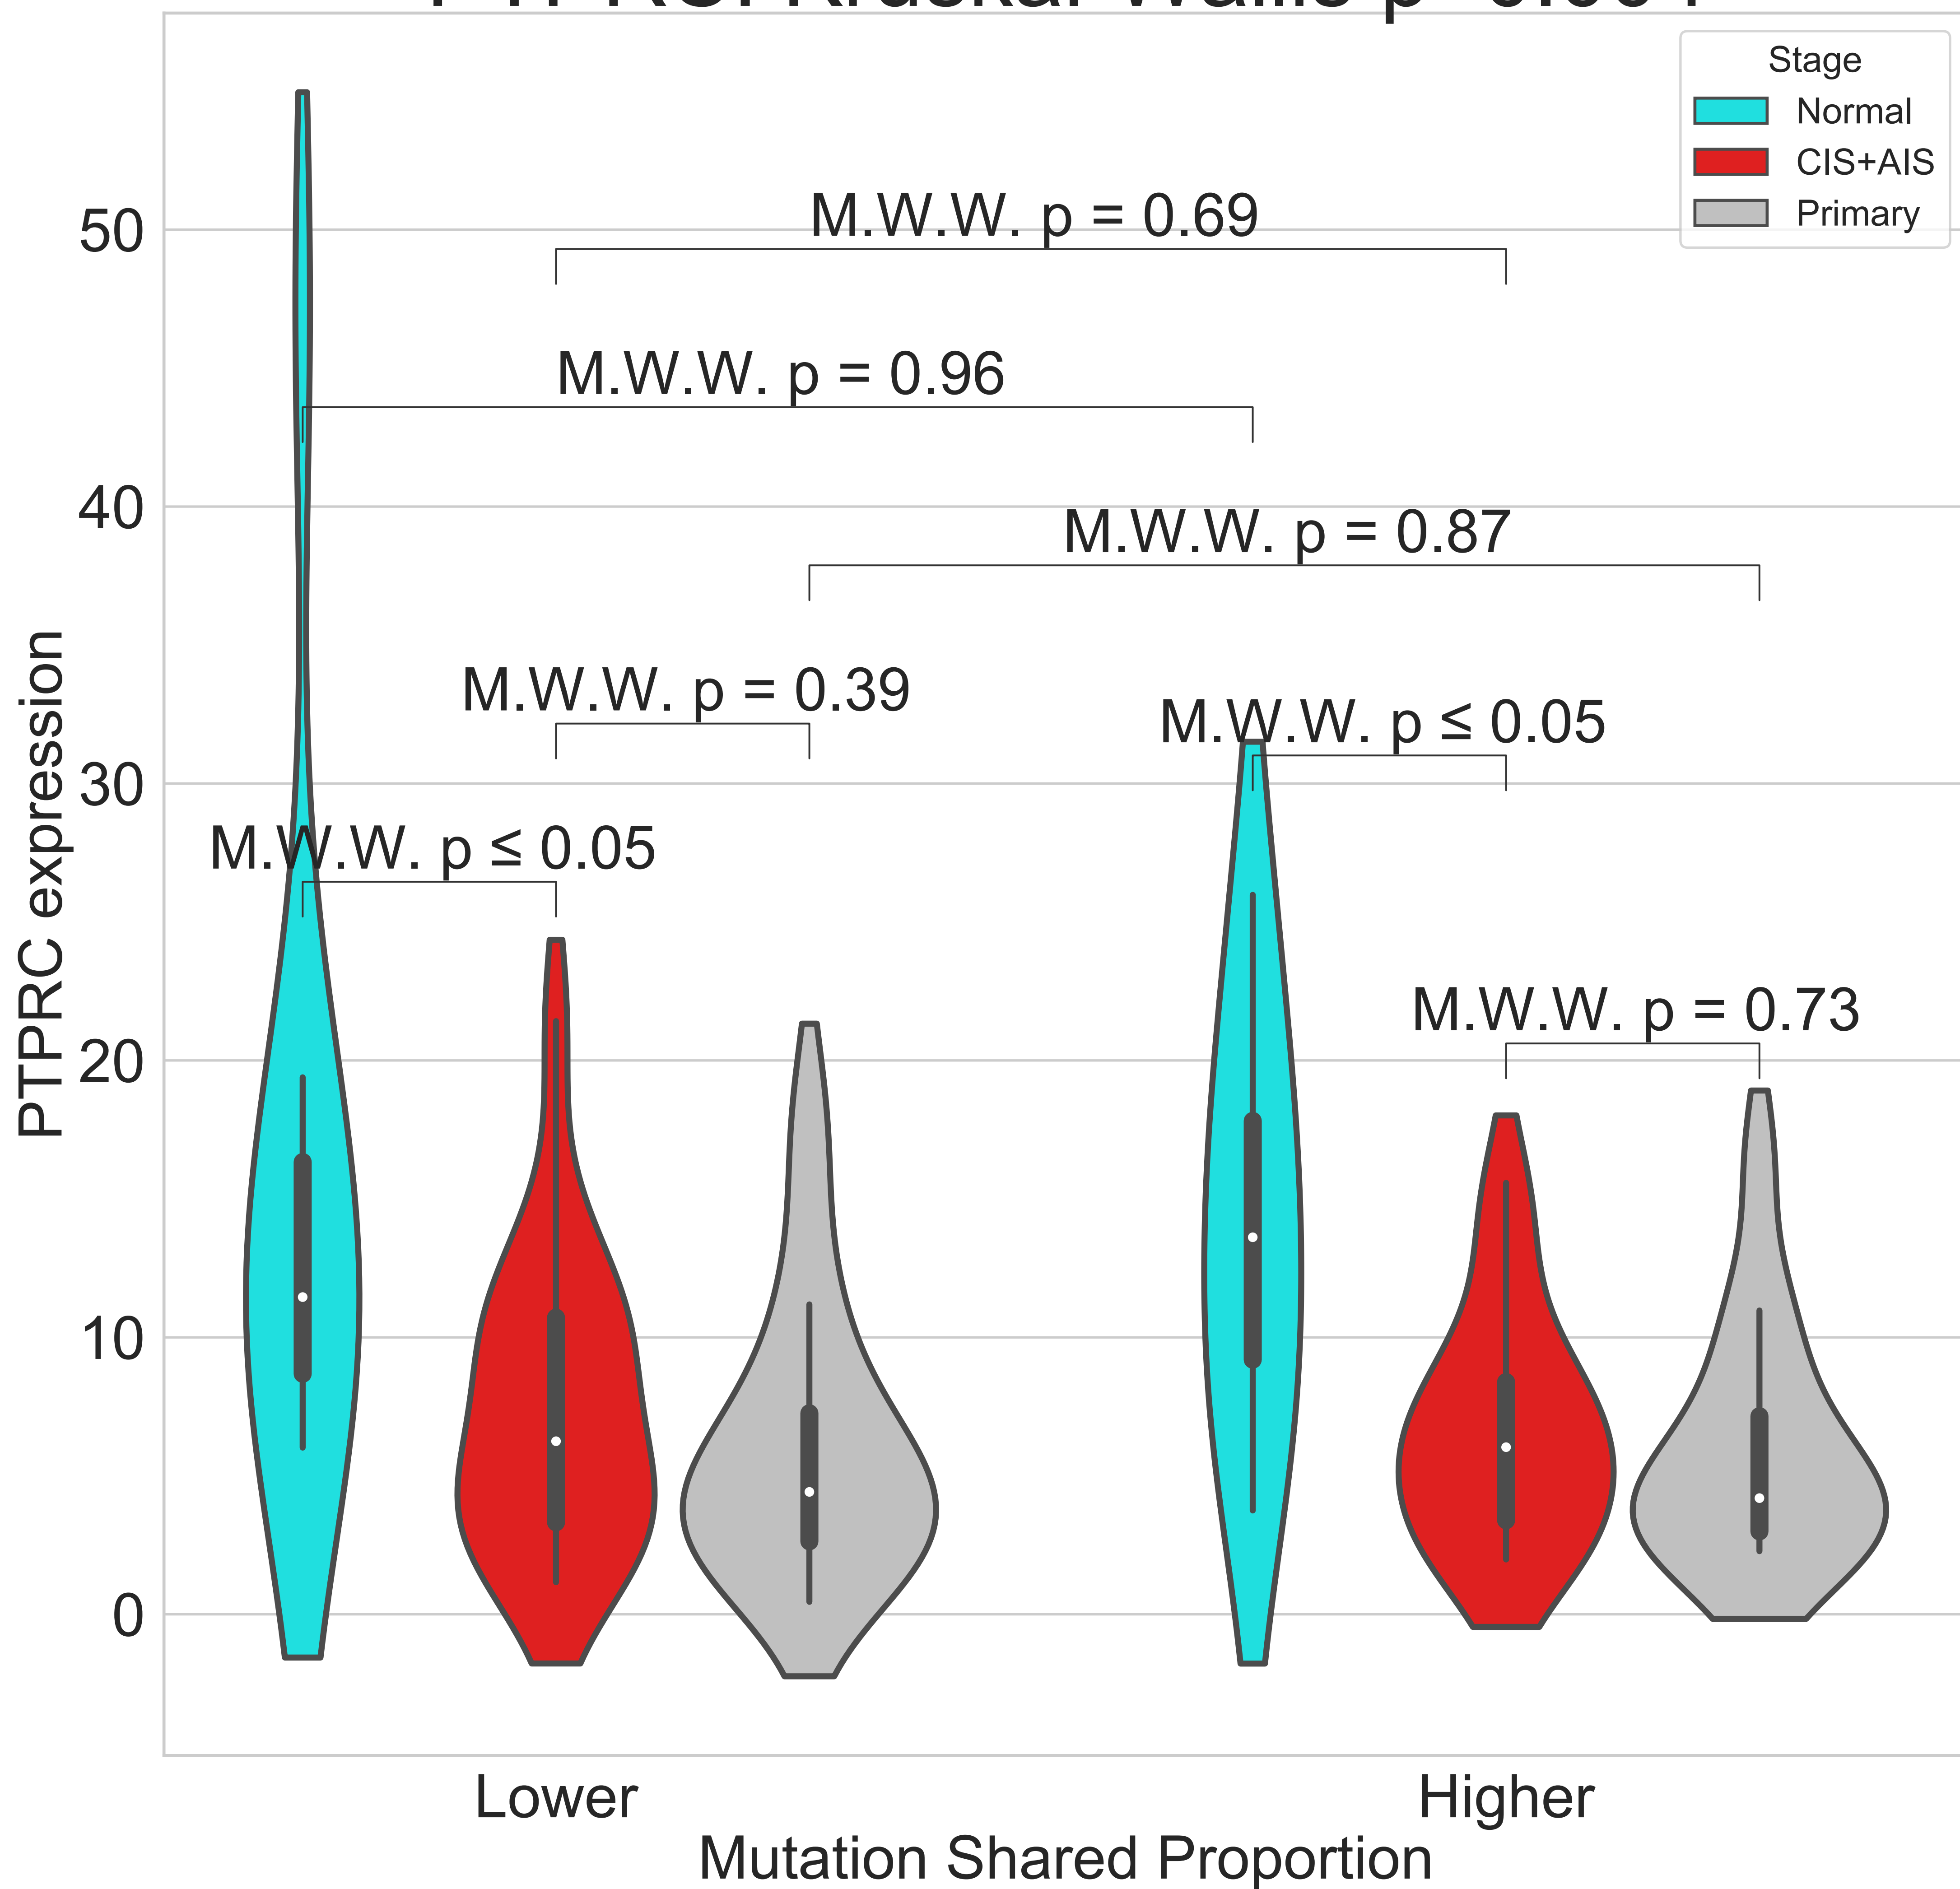 Stage
Normal
CIS+AIS
Primary
M.W.W. p = 0.69
M.W.W. p = 0.96
M.W.W. p = 0.87
M.W.W. p = 0.39
M.W.W. p ≤ 0.05
M.W.W. p ≤ 0.05
M.W.W. p = 0.73
50
40
30
20
10
0
PTPRC expression
Lower
Higher
Mutation Shared Proportion